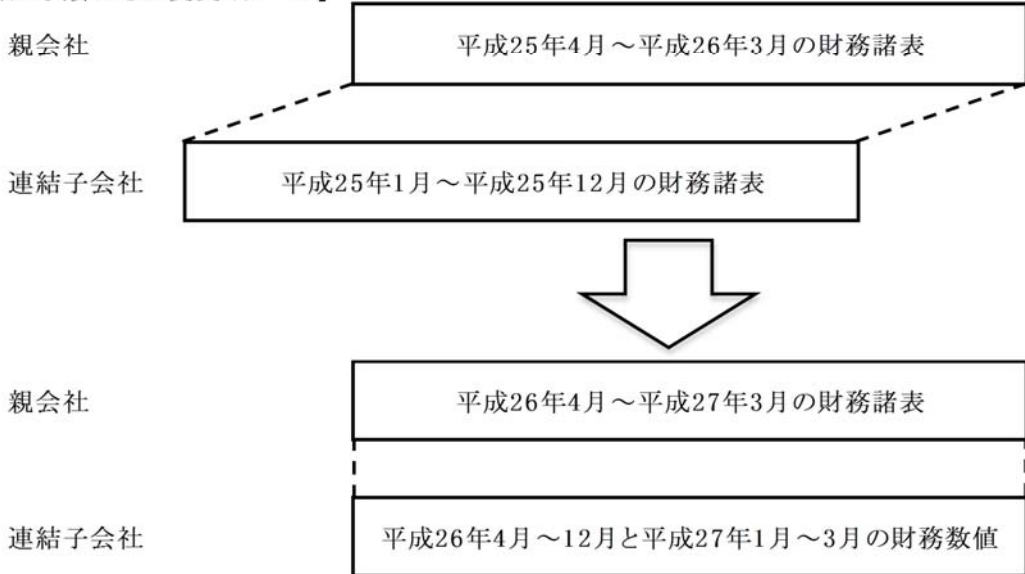 親会社
平成25年4月～平成26年3月の財務諸表
連結子会社
平成25年1月～平成25年12月の財務諸表
親会社
平成26年4月～平成27年3月の財務諸表
連結子会社
平成26年4月～12月と平成27年1月～3月の財務数値